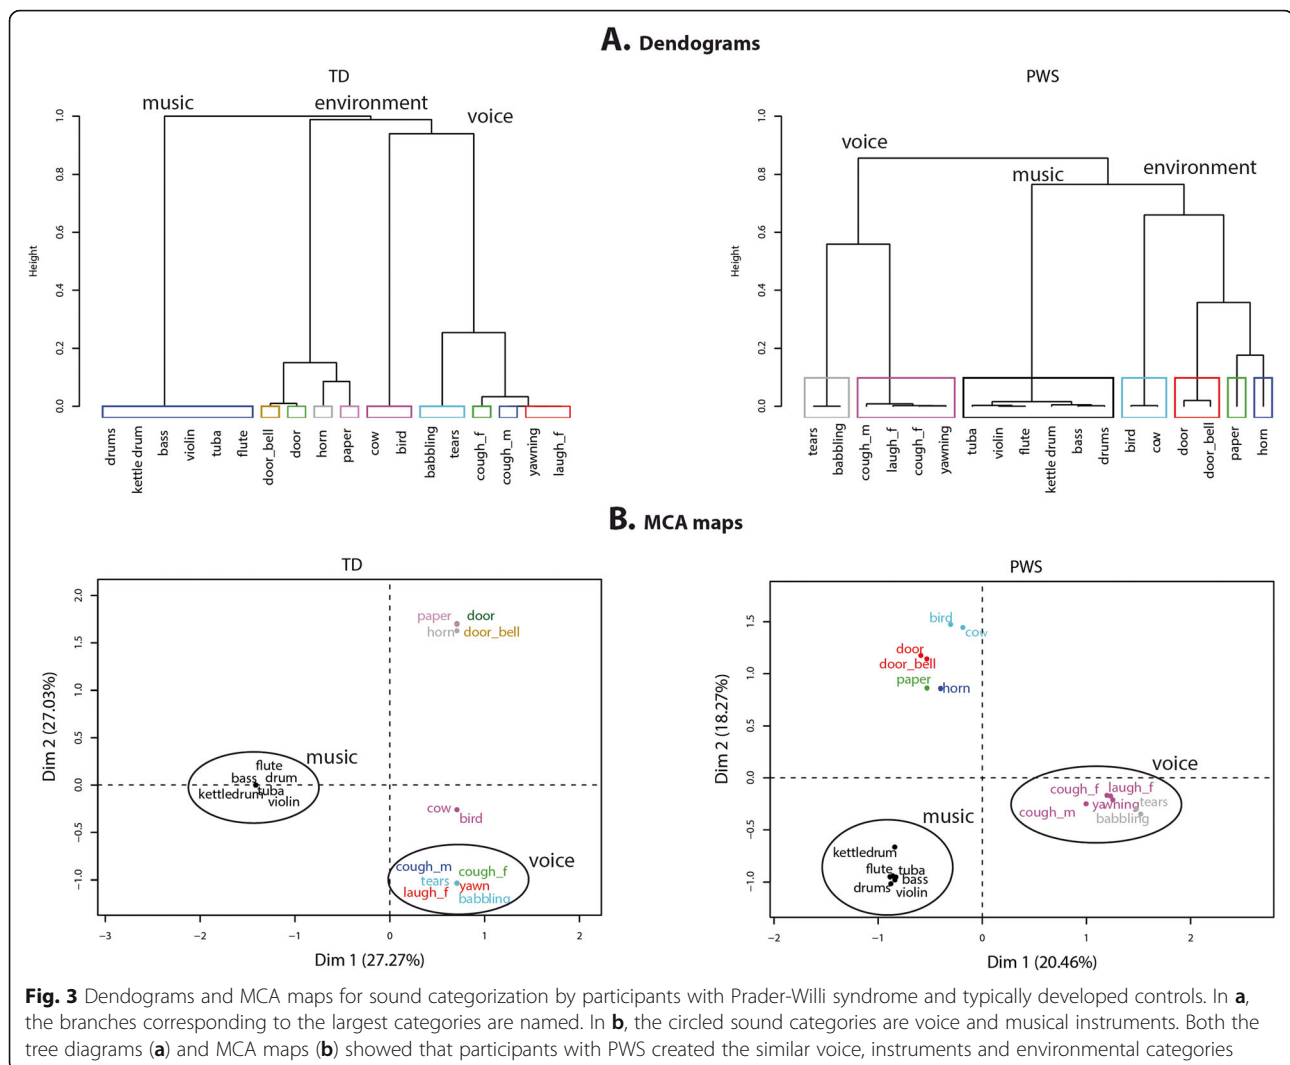 A. Dendograms
TD
music
environment
voice
Height
0.0
0.2
0.4
0.6
0.8
1.0
drums
kettle drum
bass
violin
tuba
flute
door_bell
door
horn
paper
cow
bird
babbling
tears
cough_f
cough_m
yawning
laugh_f
PWS
voice
music
environment
Height
0.0
0.2
0.4
0.6
0.8
1.0
tears
babbling
cough_m
laugh_f
cough_f
yawning
tuba
violin
flute
kettle drum
bass
drums
bird
cow
door
door_bell
paper
horn
B. MCA maps
TD
Dim 2 (27.03%)
2.0
1.5
1.0
0.5
0.0
−0.5
−1.0
paper door
horn door_bell
music
flute
bass drum
kettledrum tuba
violin
cow
bird
voice
cough_m cough_f
tears yawn
laugh_f babbling
−3 −2 −1 0 1 2
Dim 1 (27.27%)
PWS
Dim 2 (18.27%)
1.5
1.0
0.5
0.0
−0.5
−1.0
bird
cow
door
door_bell
paper horn
voice
cough_f laugh_f
cough_m yawning tears
babbling
music
kettledrum
flute tuba
bass
drums violin
−2 −1 0 1 2
Dim 1 (20.46%)
Fig. 3 Dendograms and MCA maps for sound categorization by participants with Prader-Willi syndrome and typically developed controls. In a,
the branches corresponding to the largest categories are named. In b, the circled sound categories are voice and musical instruments. Both the
tree diagrams (a) and MCA maps (b) showed that participants with PWS created the similar voice, instruments and environmental categories